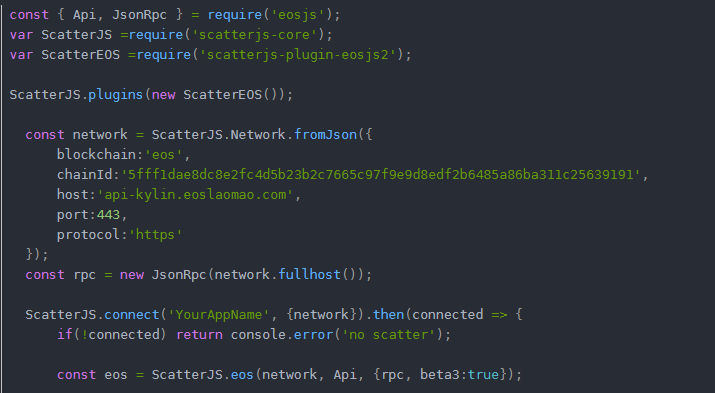 const { Api, JsonRpc } = require('eosjs');
var ScatterJS =require('scatterjs-core');
var ScatterEOS =require('scatterjs-plugin-eosjs2');
ScatterJS.plugins(new ScatterEOS());
const network = ScatterJS.Network.fromJson({
blockchain:'eos',
chainId:'5fff1dae8dc8e2fc4d5b23b2c7665c97f9e9d8edf2b6485a86ba311c25639191',
host:'api-kylin.eoslaomao.com',
port:443,
protocol:'https'
});
const rpc = new JsonRpc(network.fullhost());
ScatterJS.connect('YourAppName', {network}).then(connected => {
if(!connected) return console.error('no scatter');
const eos = ScatterJS.eos(network, Api, {rpc, beta3:true});